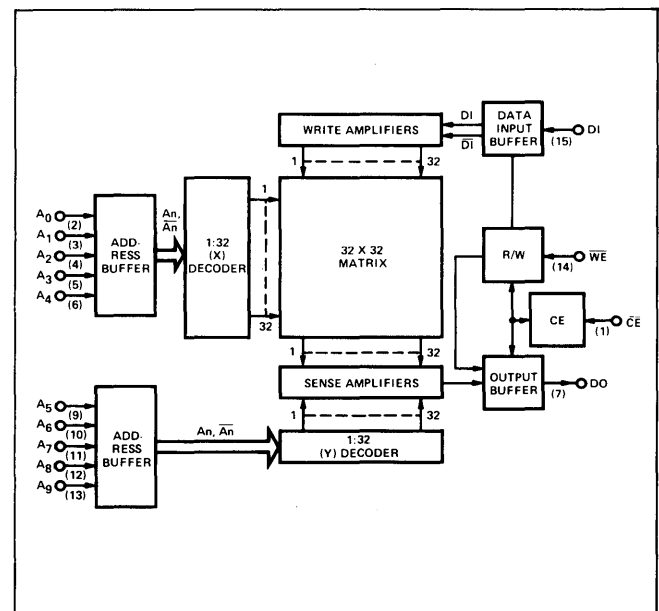 WRITE AMPLIFIERS
DI
DI
DATA
INPUT
BUFFER
DI
(15)
1
32
A0
(2)
A1
(3)
A2
(4)
A3
(5)
A4
(6)
ADD-
RESS
BUFFER
An,
An
1:32
(X)
DECODER
1
32
32 X 32
MATRIX
R/W
WE
(14)
CE
CE
(1)
1
32
SENSE AMPLIFIERS
OUTPUT
BUFFER
DO
(7)
1
32
1:32
(Y) DECODER
A5
(9)
A6
(10)
A7
(11)
A8
(12)
A9
(13)
ADD-
RESS
BUFFER
An, An